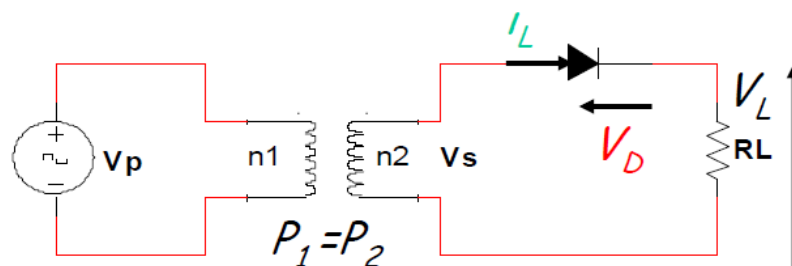 I_L
V_L
Vp
n1
n2
Vs
V_D
RL
P_1=P_2